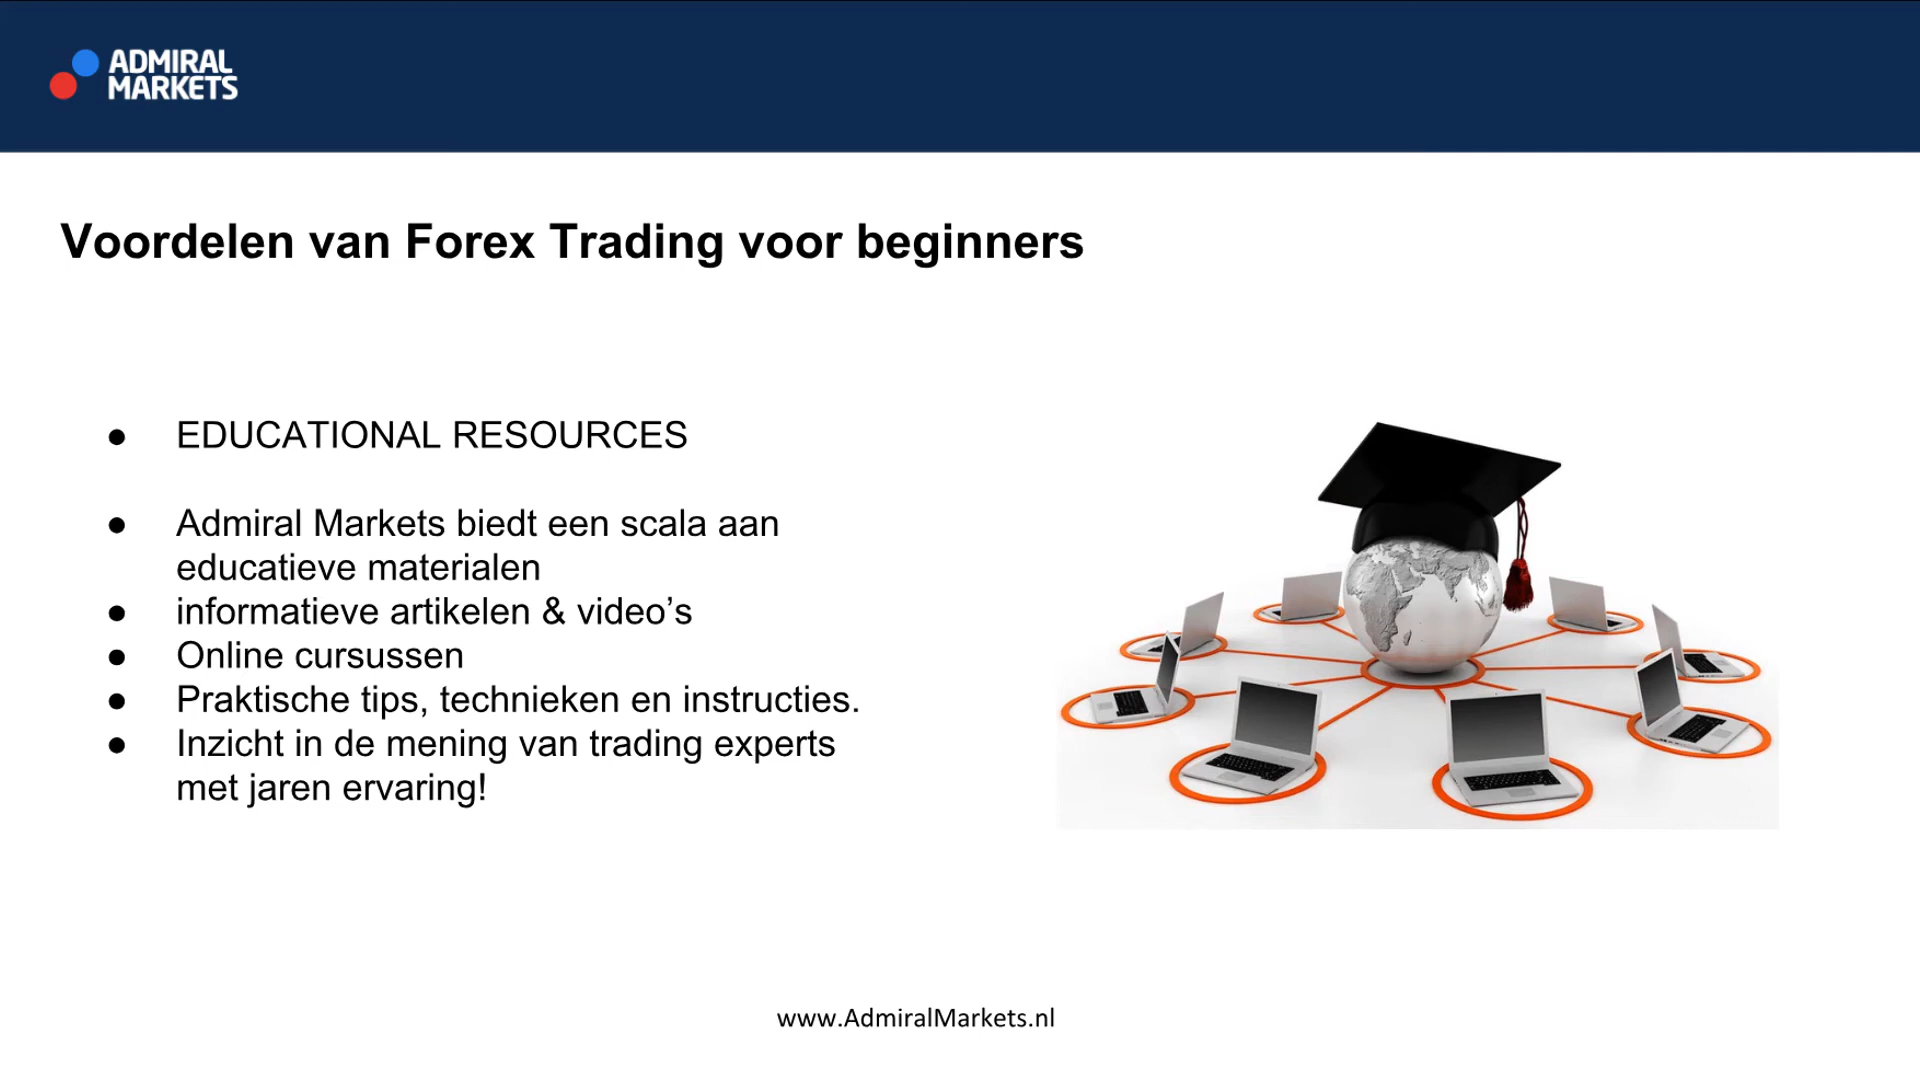 ADMIRAL
MARKETS
Voordelen van Forex Trading voor beginners
● EDUCATIONAL RESOURCES
● Admiral Markets biedt een scala aan
educatieve materialen
● informatieve artikelen & video’s
● Online cursussen
● Praktische tips, technieken en instructies.
● Inzicht in de mening van trading experts
met jaren ervaring!
www.AdmiralMarkets.nl